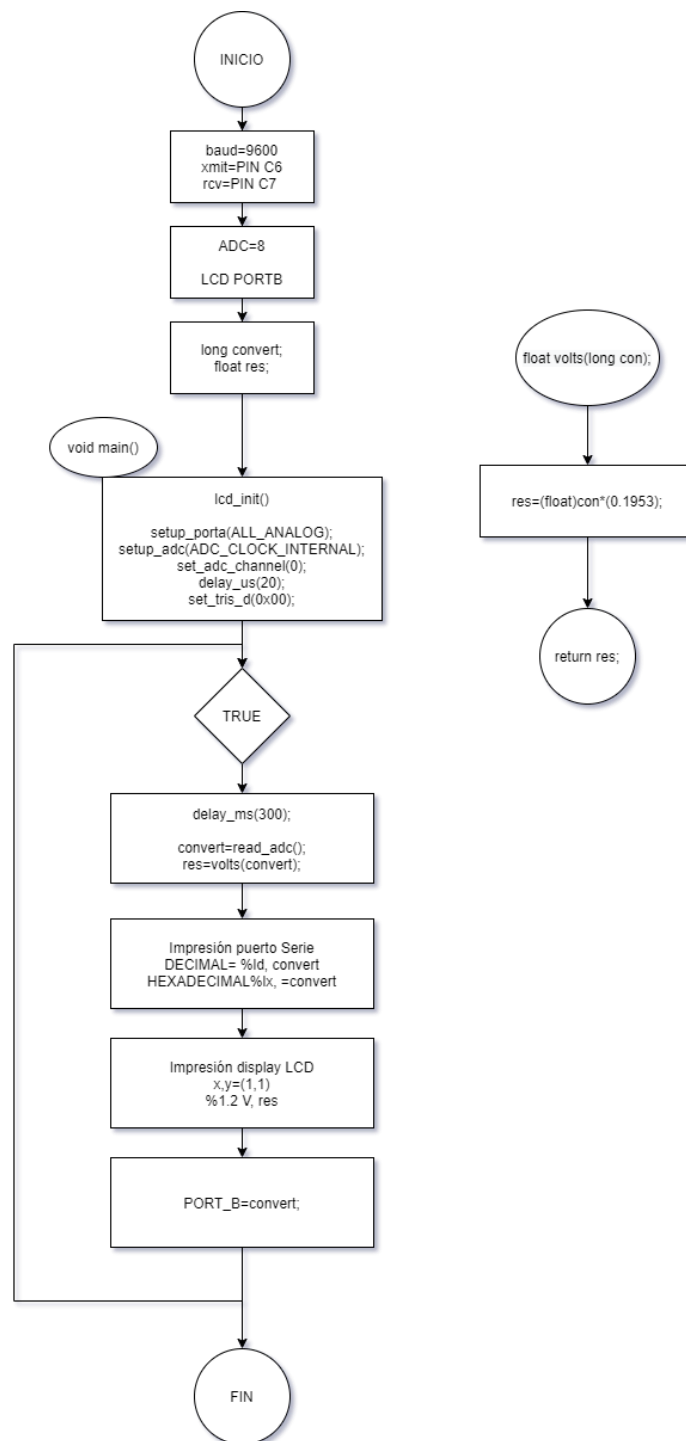 INICIO
baud=9600
xmit=PIN C6
rcv=PIN C7
ADC=8
LCD PORTB
long convert;
float res;
void main()
lcd_init()
setup_porta(ALL_ANALOG);
setup_adc(ADC_CLOCK_INTERNAL);
set_adc_channel(0);
delay_us(20);
set_tris_d(0x00);
TRUE
delay_ms(300);
convert=read_adc();
res=volts(convert);
Impresión puerto Serie
DECIMAL= %ld, convert
HEXADECIMAL%lx, =convert
Impresión display LCD
x,y=(1,1)
%1.2 V, res
PORT_B=convert;
FIN
float volts(long con);
res=(float)con*(0.1953);
return res;